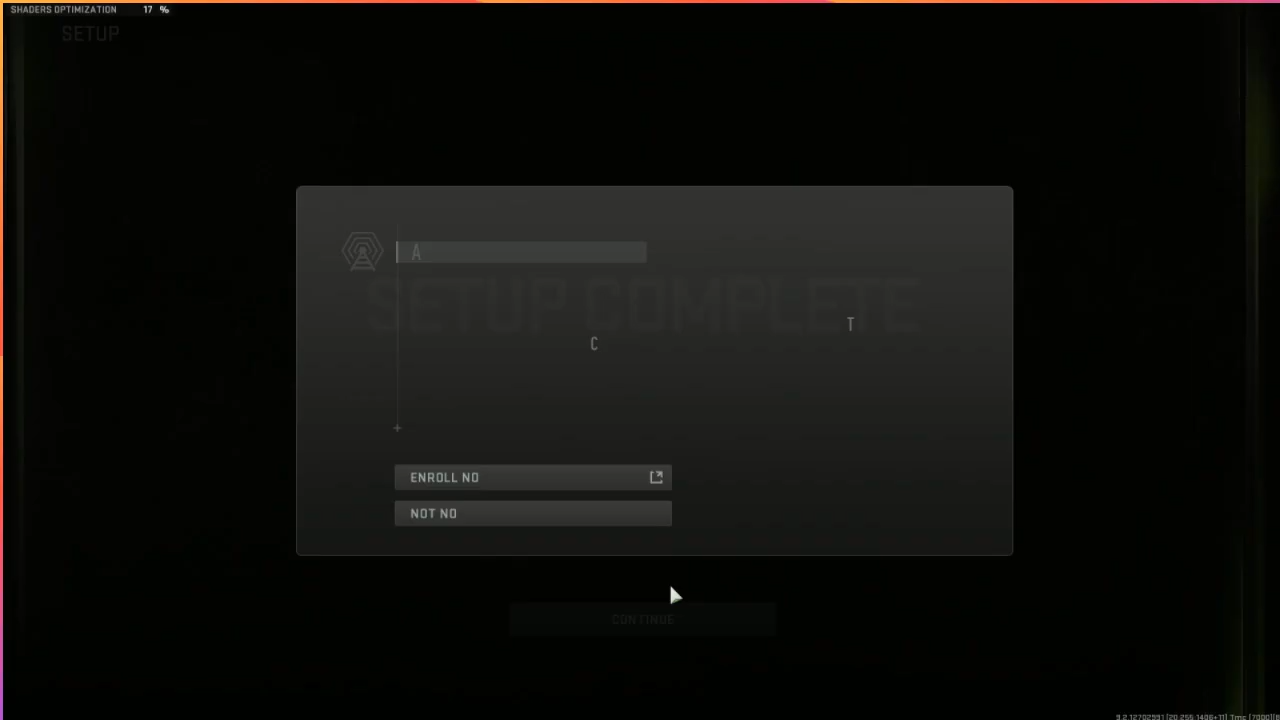 SHADERS OPTIMIZATION 17 %
SETUP
A
SETUP COMPLETE
T
C
ENROLL NO
NOT NO
CONTINUE